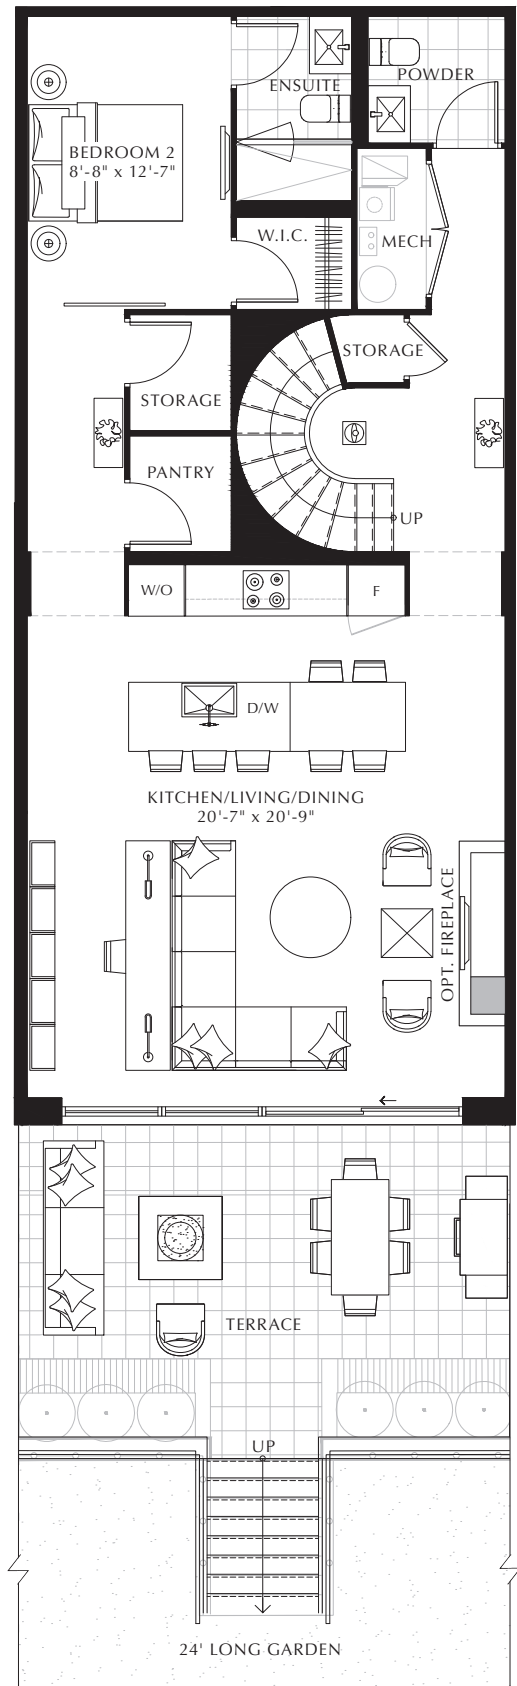 POWDER
ENSUITE
BEDROOM 2
8'-8" x 12'-7"
W.I.C.
MECH
STORAGE
STORAGE
PANTRY
UP
W/O
F
D/W
KITCHEN/LIVING/DINING
20'-7" x 20'-9"
OPT. FIREPLACE
TERRACE
UP
24' LONG GARDEN